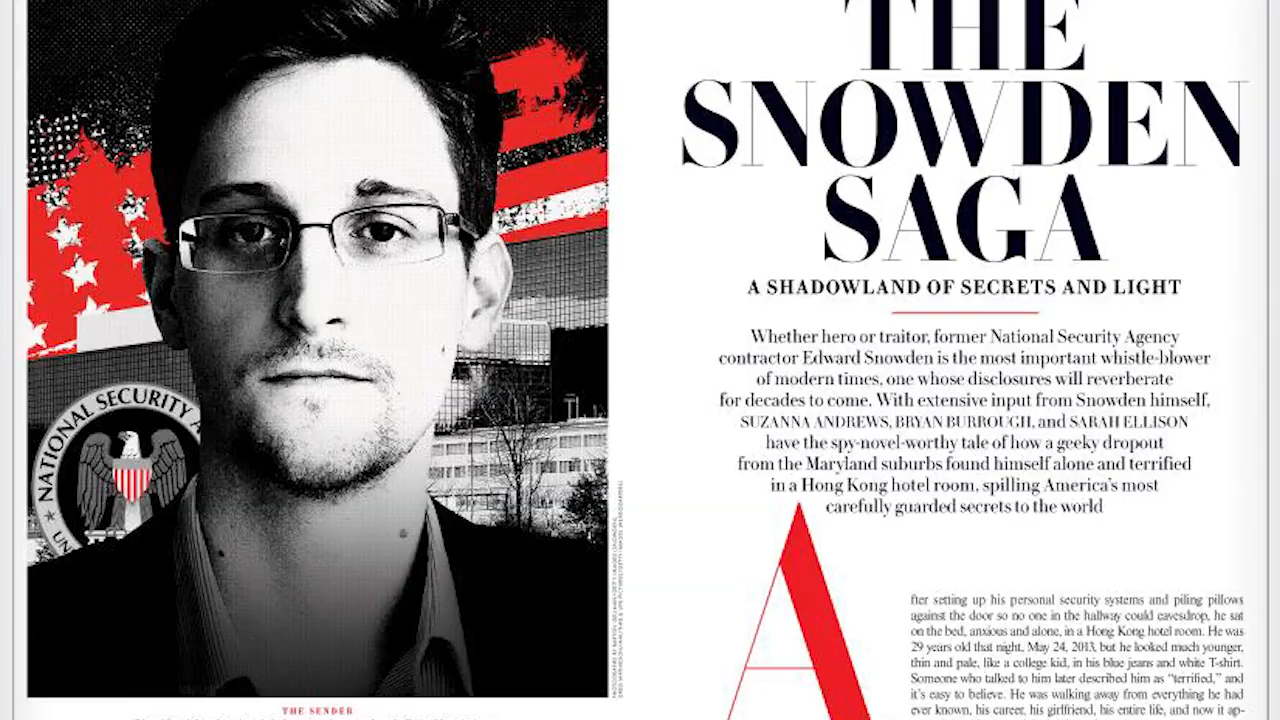 THE
SNOWDEN
SAGA
A SHADOWLAND OF SECRETS AND LIGHT
Whether hero or traitor, former National Security Agency
contractor Edward Snowden is the most important whistle-blower
of modern times, one whose disclosures will reverberate
for decades to come. With extensive input from Snowden himself,
SUZANNA ANDREWS, BRYAN BURROUGH, and SARAH ELLISON
have the spy-novel-worthy tale of how a geeky dropout
from the Maryland suburbs found himself alone and terrified
in a Hong Kong hotel room, spilling America's most
carefully guarded secrets to the world
A
fter setting up his personal security systems and piling pillows
against the door so no one in the hallway could eavesdrop, he sat
on the bed, anxious and alone, in a Hong Kong hotel room. He was
29 years old that night, May 24, 2013, but he looked much younger,
thin and pale, like a college kid, in his blue jeans and white T-shirt.
Someone who talked to him later described him as "terrified," and
it's easy to believe. He was walking away from everything he had
ever known, his career, his girlfriend, his entire life, and now it ap-
NATIONAL SECURITY A
UN
THE SENDER